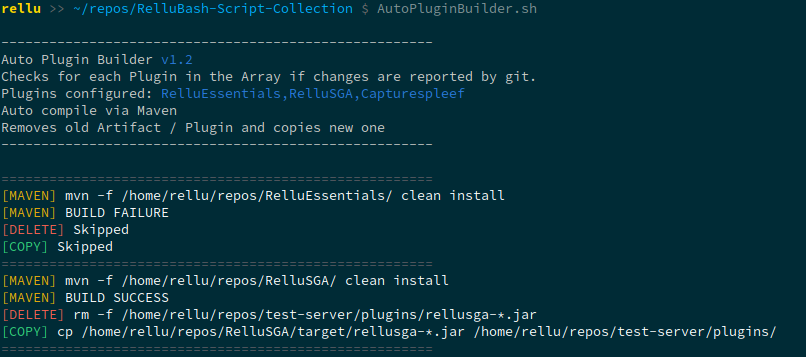 rellu >> ~/repos/RelluBash-Script-Collection $ AutoPluginBuilder.sh
------------------------------------------------------
Auto Plugin Builder v1.2
Checks for each Plugin in the Array if changes are reported by git.
Plugins configured: RelluEssentials,RelluSGA,Capturespleef
Auto compile via Maven
Removes old Artifact / Plugin and copies new one
------------------------------------------------------
======================================================
[MAVEN] mvn -f /home/rellu/repos/RelluEssentials/ clean install
[MAVEN] BUILD FAILURE
[DELETE] Skipped
[COPY] Skipped
======================================================
[MAVEN] mvn -f /home/rellu/repos/RelluSGA/ clean install
[MAVEN] BUILD SUCCESS
[DELETE] rm -f /home/rellu/repos/test-server/plugins/rellusga-*.jar
[COPY] cp /home/rellu/repos/RelluSGA/target/rellusga-*.jar /home/rellu/repos/test-server/plugins/
======================================================